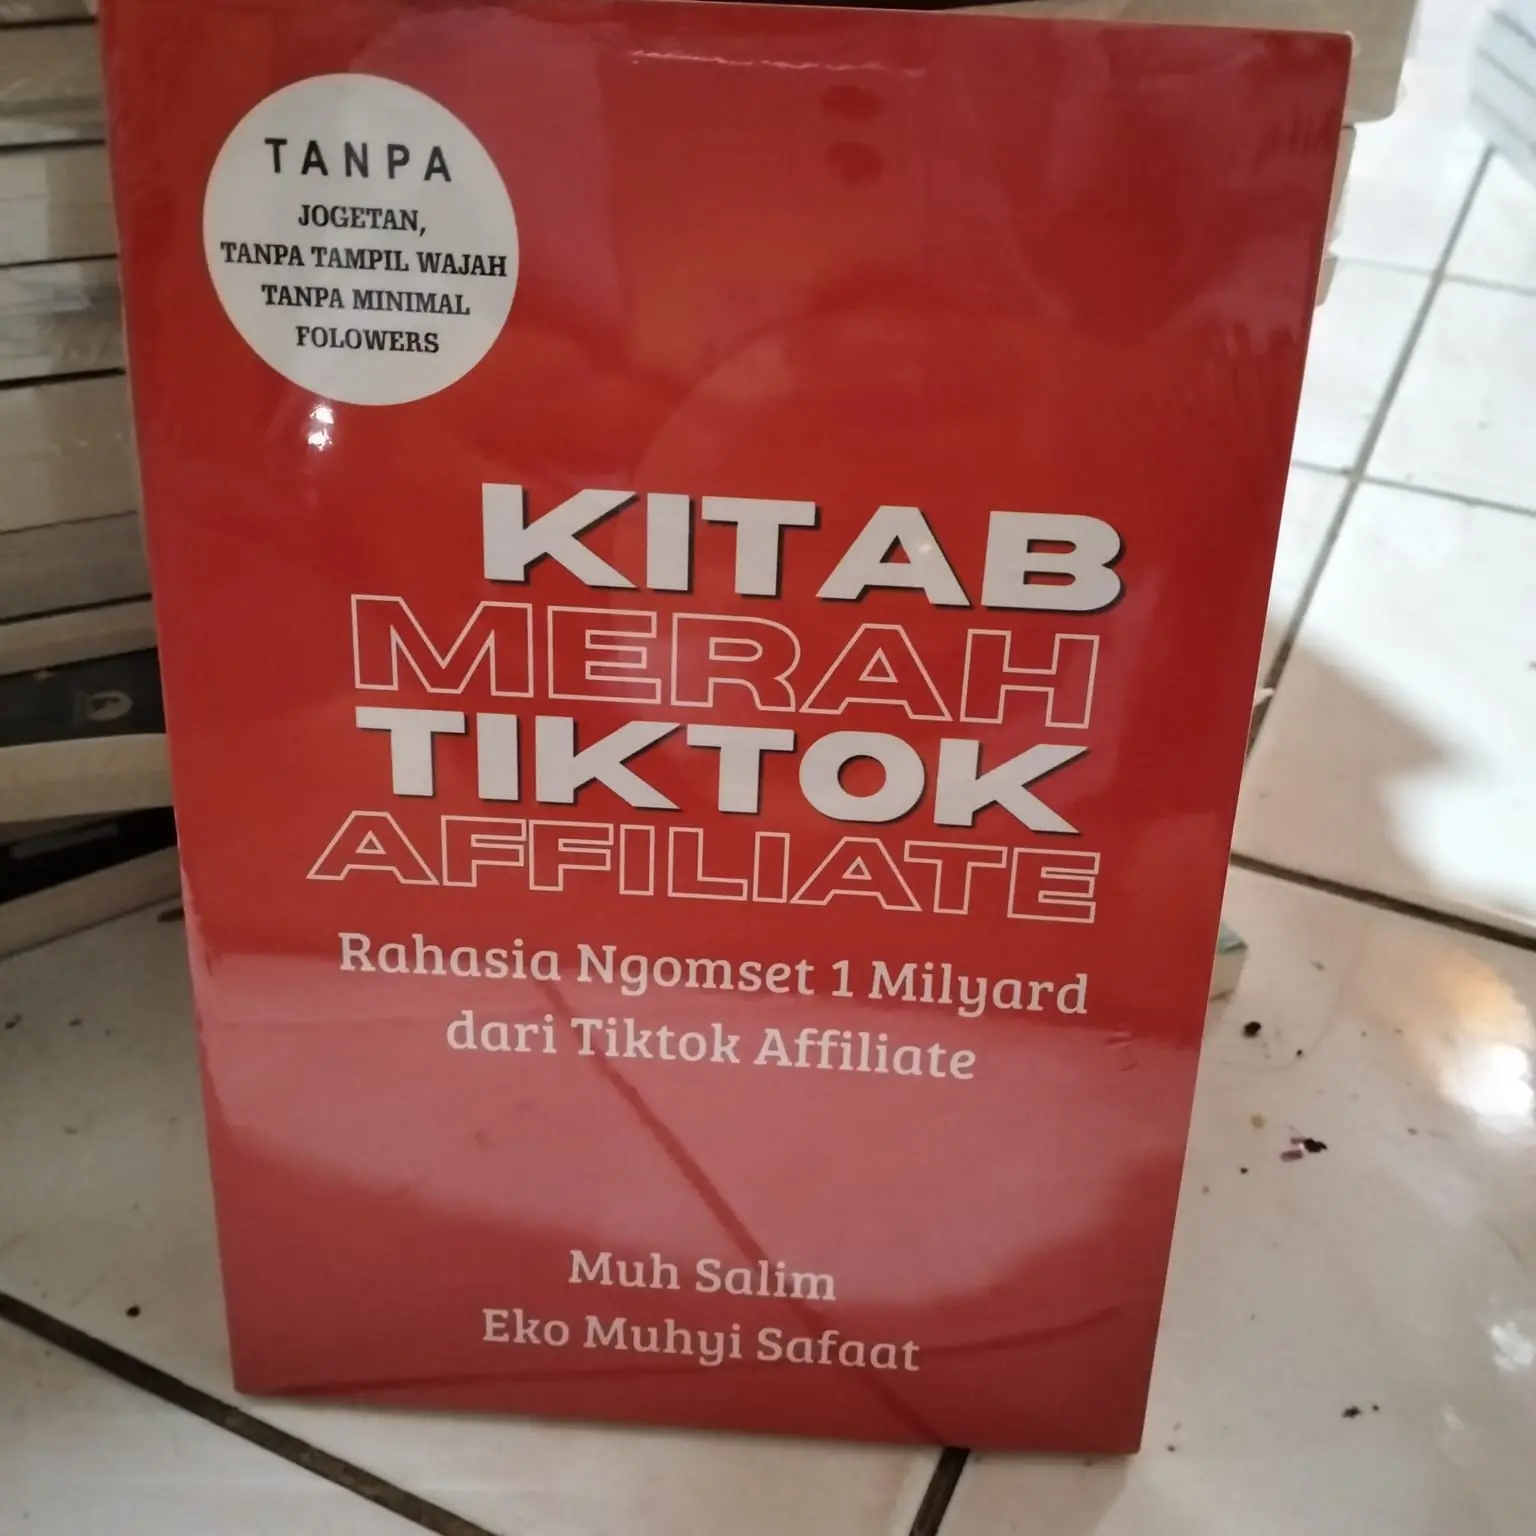 TANPA
JOGETAN,
TANPA TAMPIL WAJAH
TANPA MINIMAL
FOLOWERS
KITAB
MERAH
TIKTOK
AFFILIATE
Rahasia Ngomset 1 Milyard
dari Tiktok Affiliate
Muh Salim
Eko Muhyi Safaat